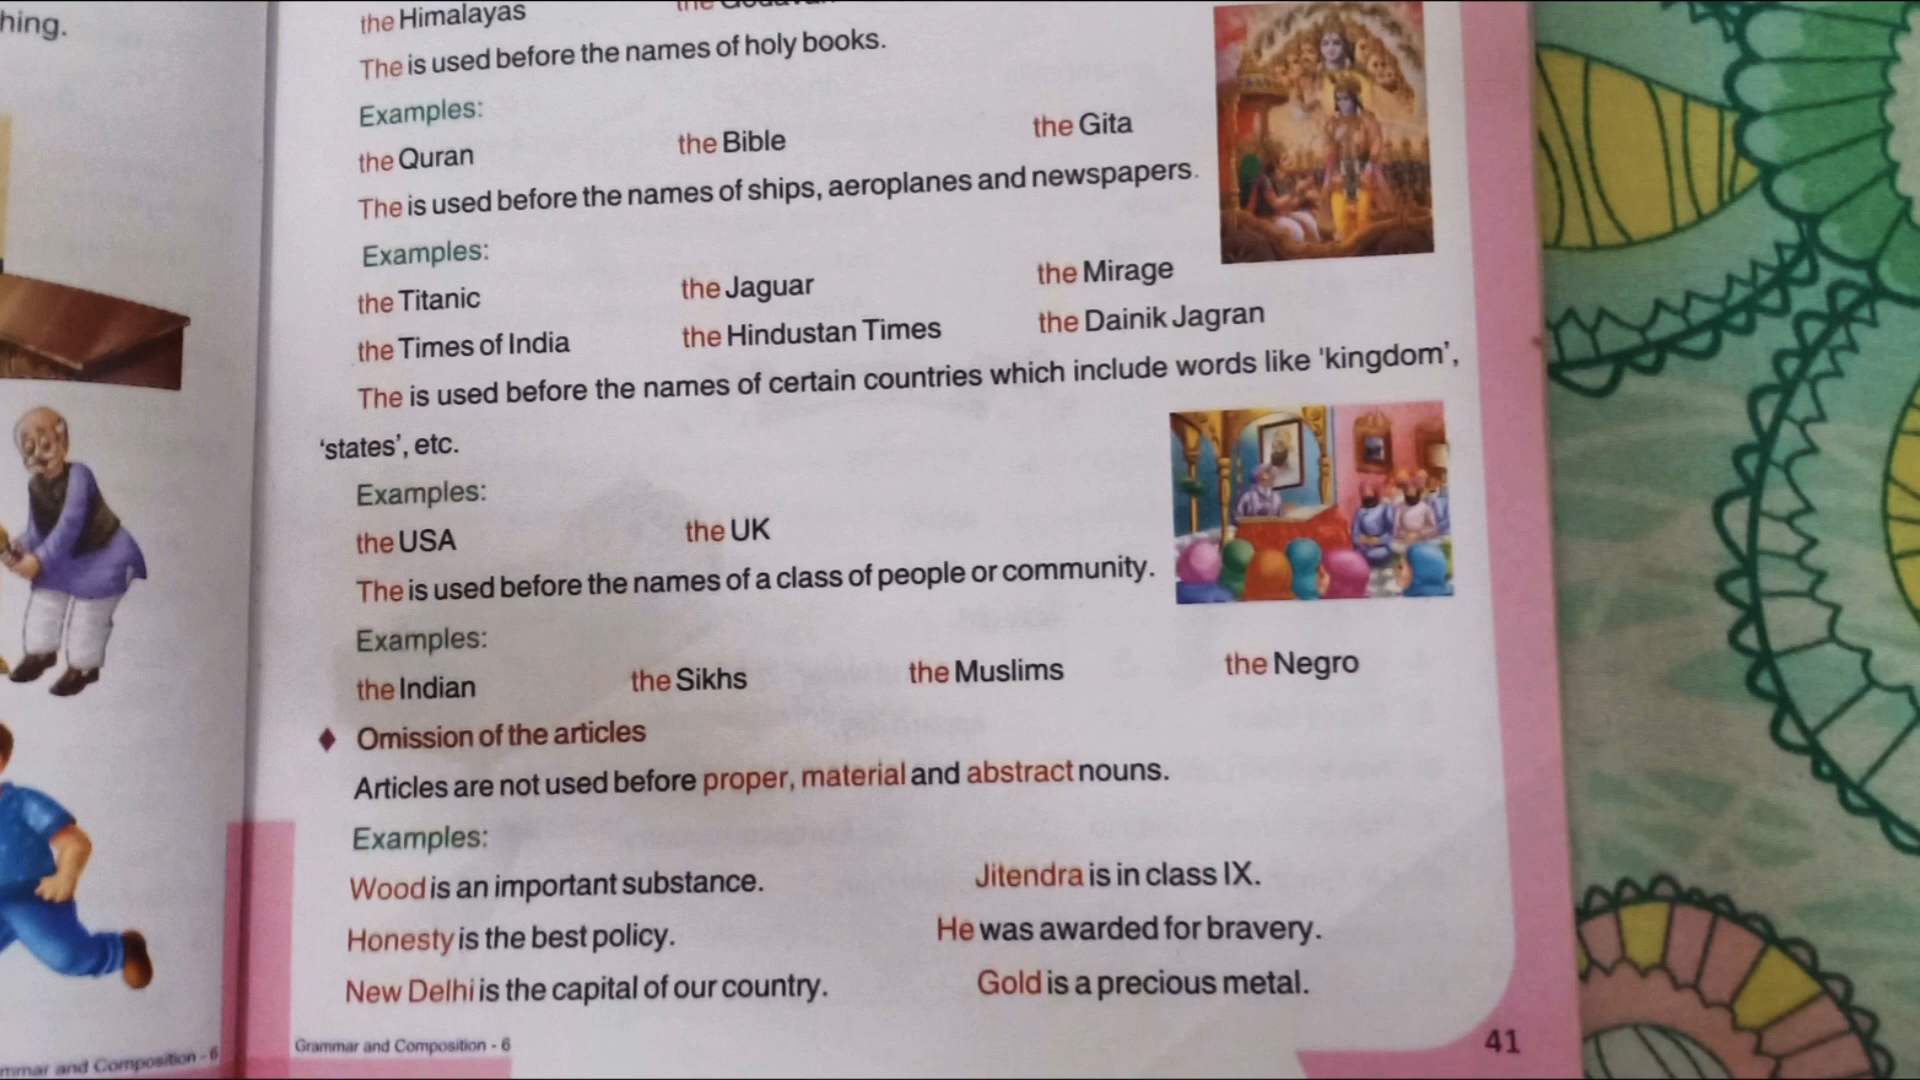 hing.
the Himalayas
The is used before the names of holy books.
Examples:
the Quran the Bible the Gita
The is used before the names of ships, aeroplanes and newspapers.
Examples:
the Titanic the Jaguar the Mirage
the Times of India the Hindustan Times the Dainik Jagran
The is used before the names of certain countries which include words like 'kingdom',
'states', etc.
Examples:
the USA the UK
The is used before the names of a class of people or community.
Examples:
the Indian the Sikhs the Muslims the Negro
♦ Omission of the articles
Articles are not used before proper, material and abstract nouns.
Examples:
Wood is an important substance. Jitendra is in class IX.
Honesty is the best policy. He was awarded for bravery.
New Delhi is the capital of our country. Gold is a precious metal.
mmar and Composition - 6
Grammar and Composition - 6
41